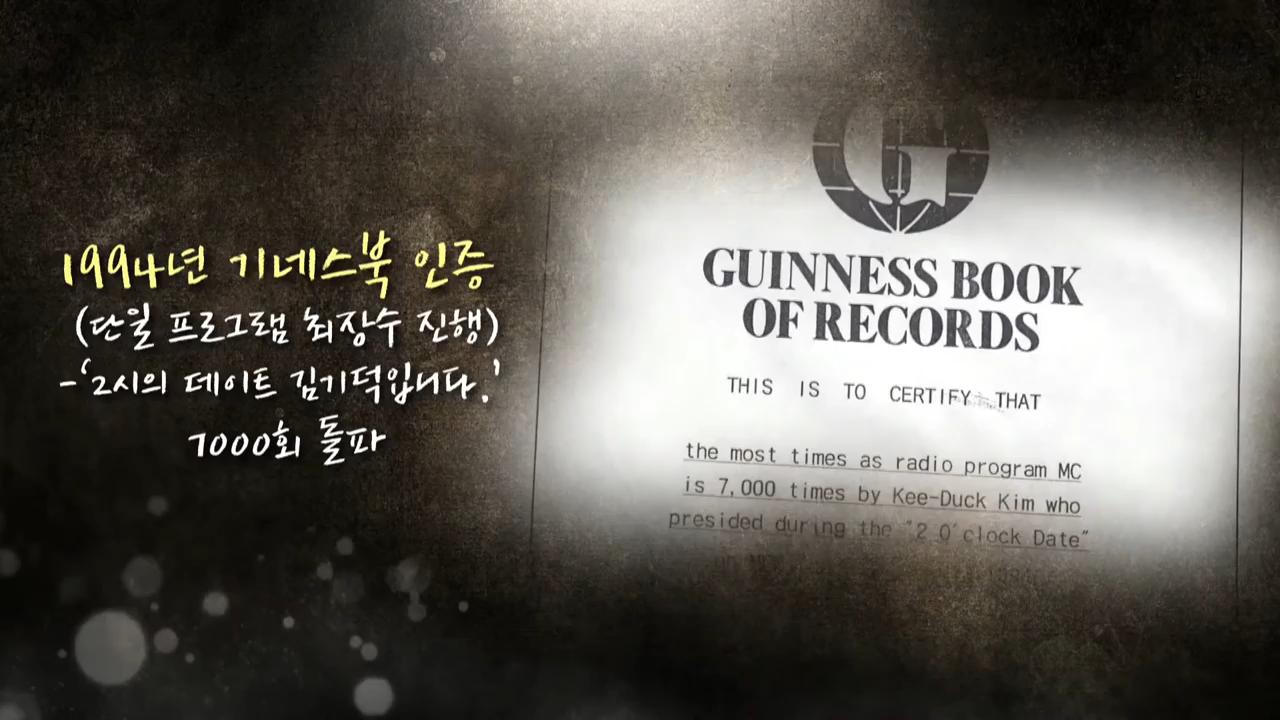 1994년 기네스북 인증
(단일 프로그램 최장수 진행)
-‘2시의 데이트 김기덕입니다.’
7000회 돌파
G
GUINNESS BOOK
OF RECORDS
THIS IS TO CERTIFY THAT
the most times as radio program MC
is 7,000 times by Kee-Duck Kim who
presided during the "2 O'clock Date"